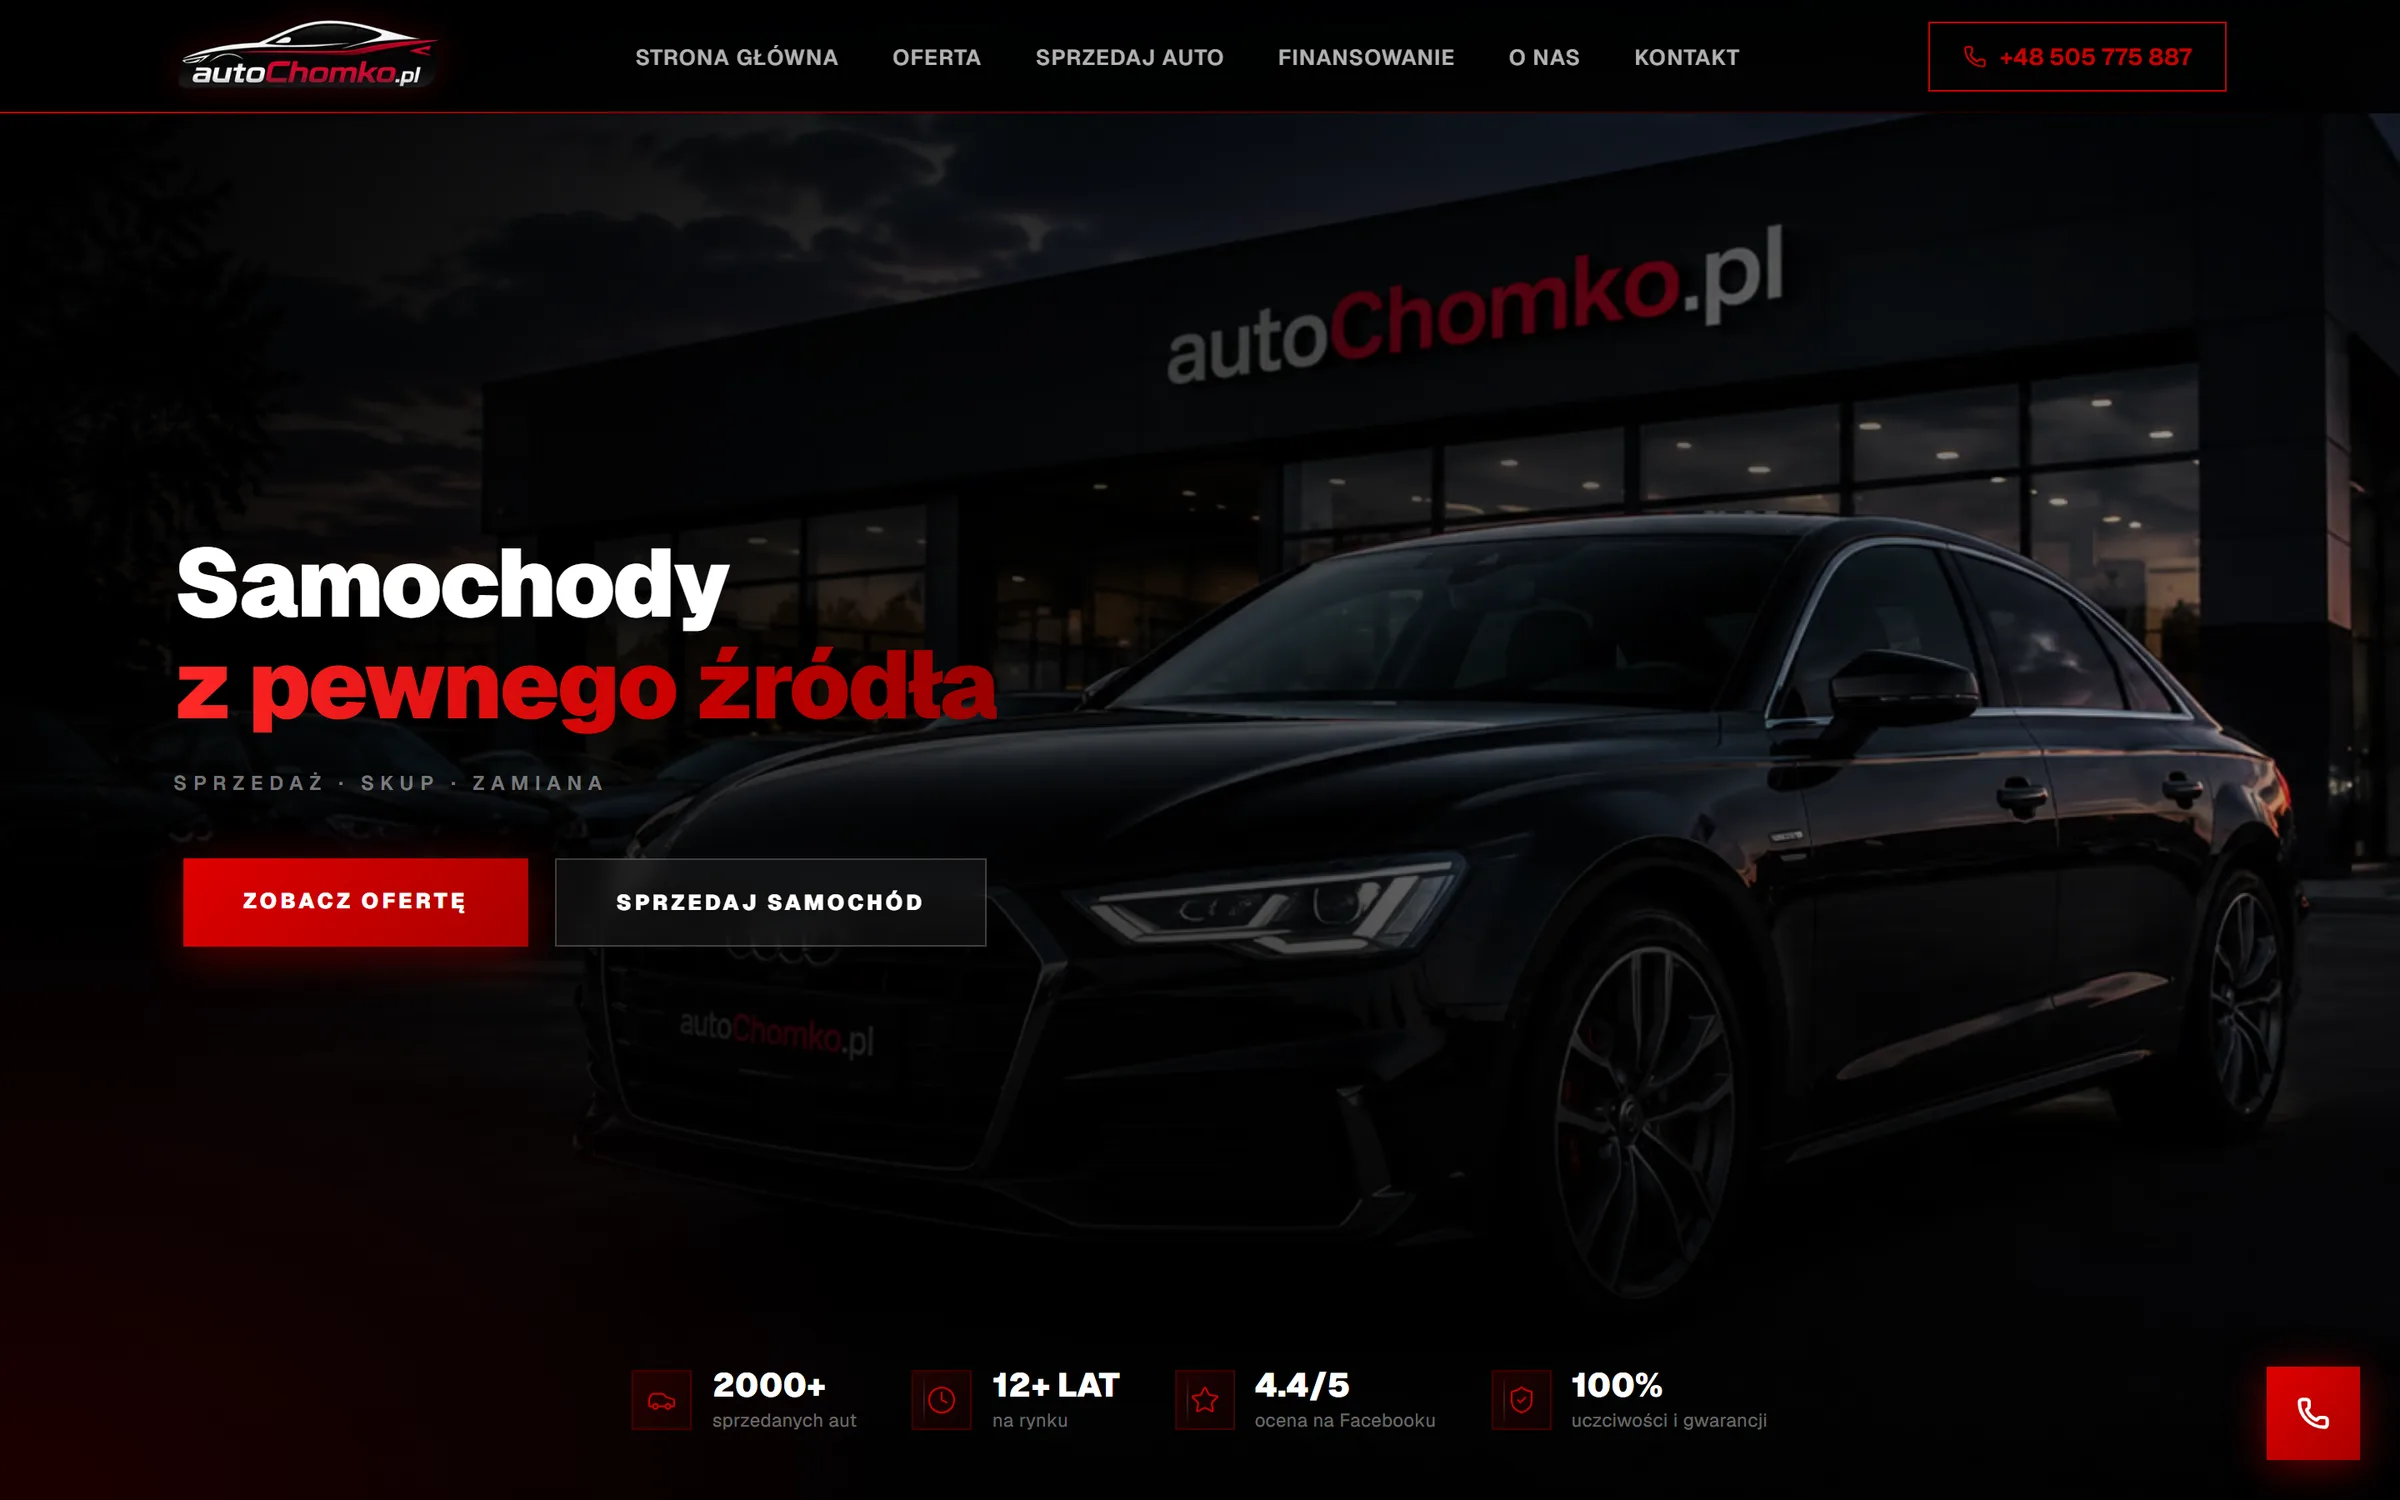 autoChomko.pl
STRONA GŁÓWNA
OFERTA
SPRZEDAJ AUTO
FINANSOWANIE
O NAS
KONTAKT
+48 505 775 887
autoChomko.pl
Samochody
z pewnego źródła
SPRZEDAŻ · SKUP · ZAMIANA
ZOBACZ OFERTĘ
SPRZEDAJ SAMOCHÓD
autoChomko.pl
2000+
sprzedanych aut
12+ LAT
na rynku
4.4/5
ocena na Facebooku
100%
uczciwości i gwarancji